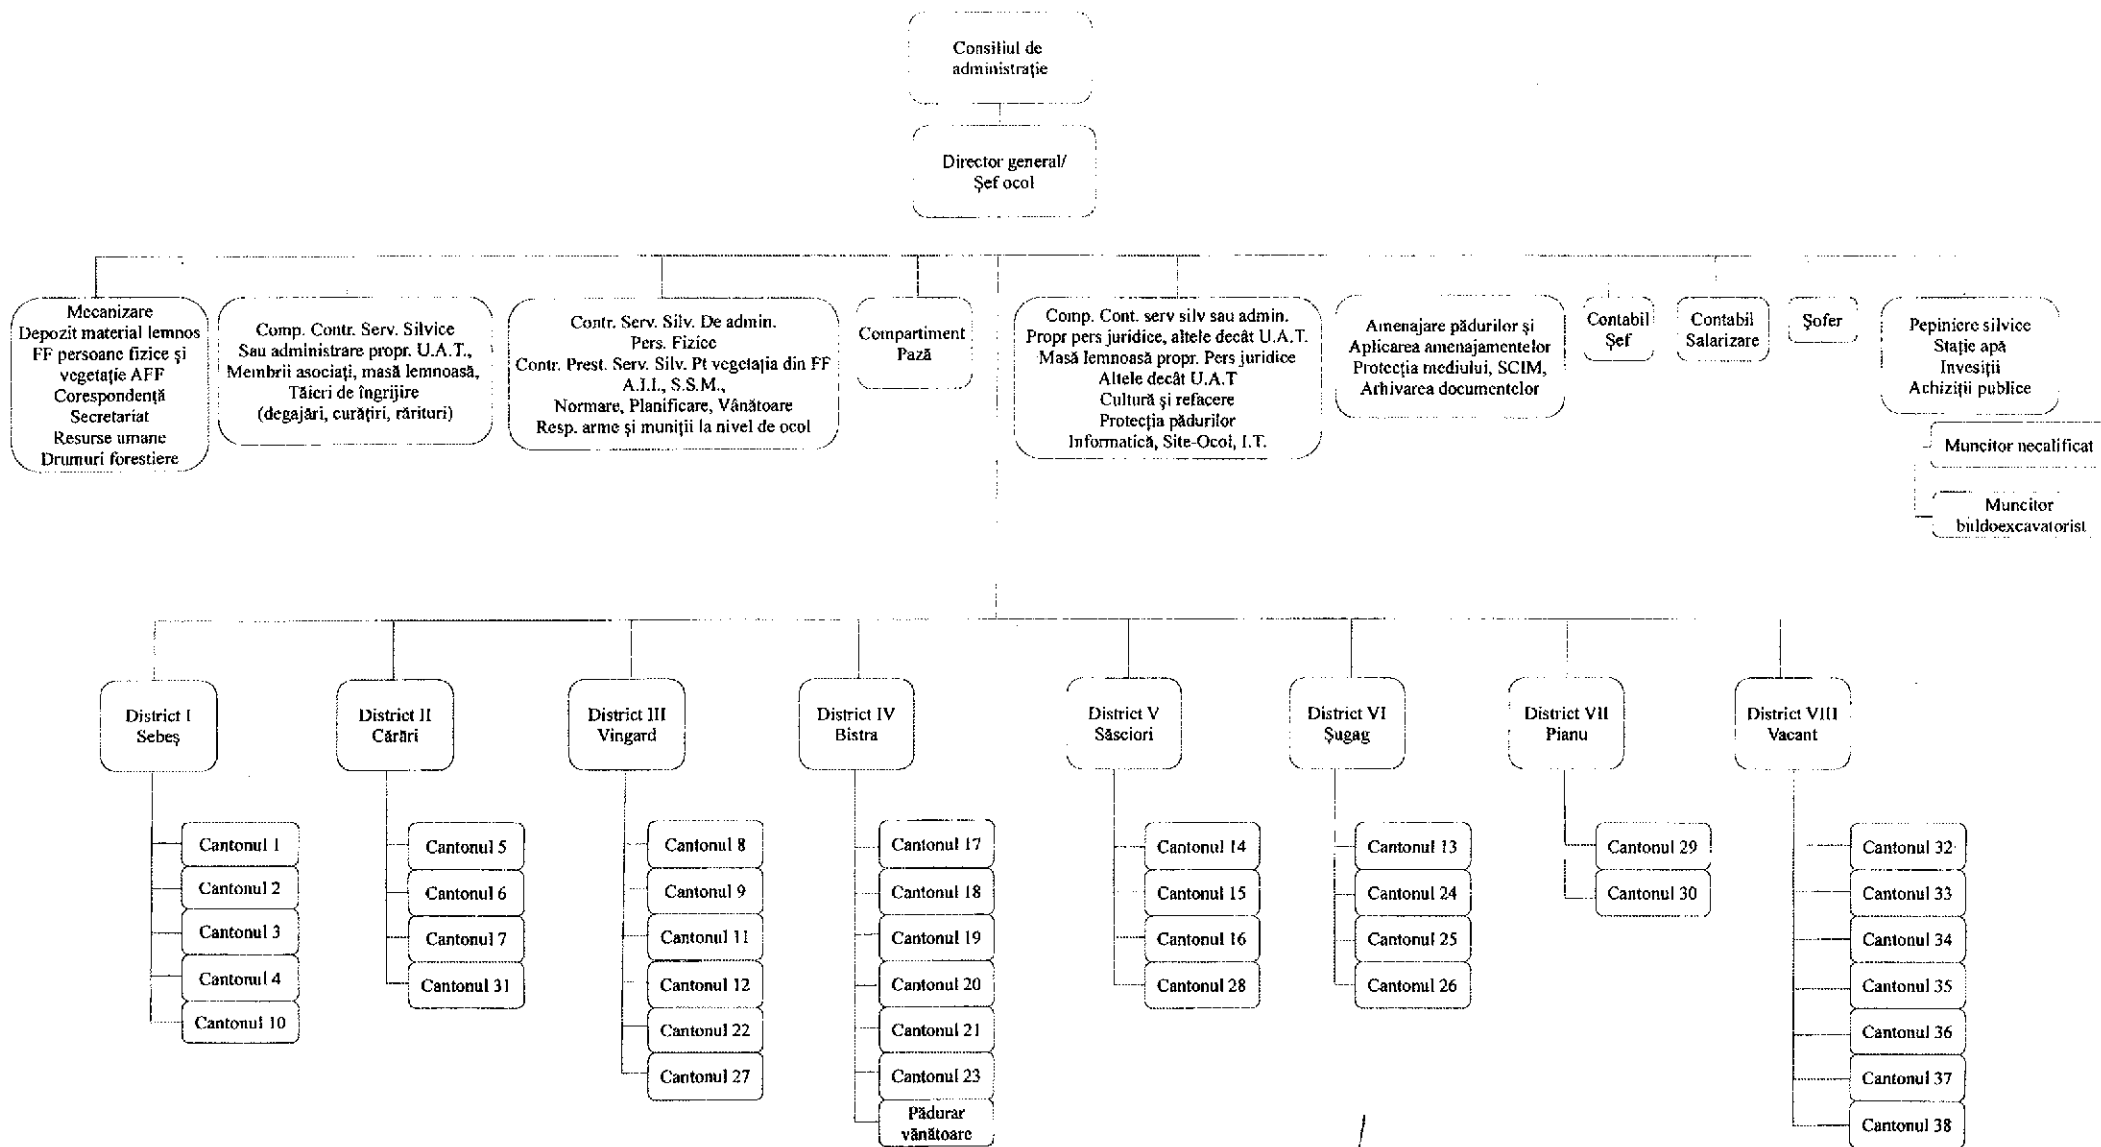 Consiliul de
administrație
Director general/
Șef ocol
Mecanizare
Depozit material lemnos
FF persoane fizice și
vegetație AFF
Corespondență
Secretariat
Resurse umane
Drumuri forestiere
Comp. Contr. Serv. Silvice
Sau administrare propr. U.A.T.,
Membrii asociați, masă lemnoasă,
Tăieri de îngrijire
(degajări, curățiri, rărituri)
Contr. Serv. Silv. De admin.
Pers. Fizice
Contr. Prest. Serv. Silv. Pt vegetația din FF
A.I.I., S.S.M.,
Normare, Planificare, Vânătoare
Resp. arme și muniții la nivel de ocol
Compartiment
Pază
Comp. Cont. serv silv sau admin.
Propr pers juridice, altele decât U.A.T.
Masă lemnoasă propr. Pers juridice
Altele decât U.A.T
Cultură și refacere
Protecția pădurilor
Informatică, Site-Ocol, I.T.
Amenajare pădurilor și
Aplicarea amenajamentelor
Protecția mediului, SCIM,
Arhivarea documentelor
Contabil
Șef
Contabil
Salarizare
Șofer
Pepiniere silvice
Stație apă
Invesiții
Achiziții publice
Muncitor necalificat
Muncitor
buldoexcavatorist
District I
Sebeș
District II
Cărări
District III
Vingard
District IV
Bistra
District V
Săsciori
District VI
Șugag
District VII
Pianu
District VIII
Vacant
Cantonul 1
Cantonul 2
Cantonul 3
Cantonul 4
Cantonul 10
Cantonul 5
Cantonul 6
Cantonul 7
Cantonul 31
Cantonul 8
Cantonul 9
Cantonul 11
Cantonul 12
Cantonul 22
Cantonul 27
Cantonul 17
Cantonul 18
Cantonul 19
Cantonul 20
Cantonul 21
Cantonul 23
Pădurar
vânătoare
Cantonul 14
Cantonul 15
Cantonul 16
Cantonul 28
Cantonul 13
Cantonul 24
Cantonul 25
Cantonul 26
Cantonul 29
Cantonul 30
Cantonul 32
Cantonul 33
Cantonul 34
Cantonul 35
Cantonul 36
Cantonul 37
Cantonul 38